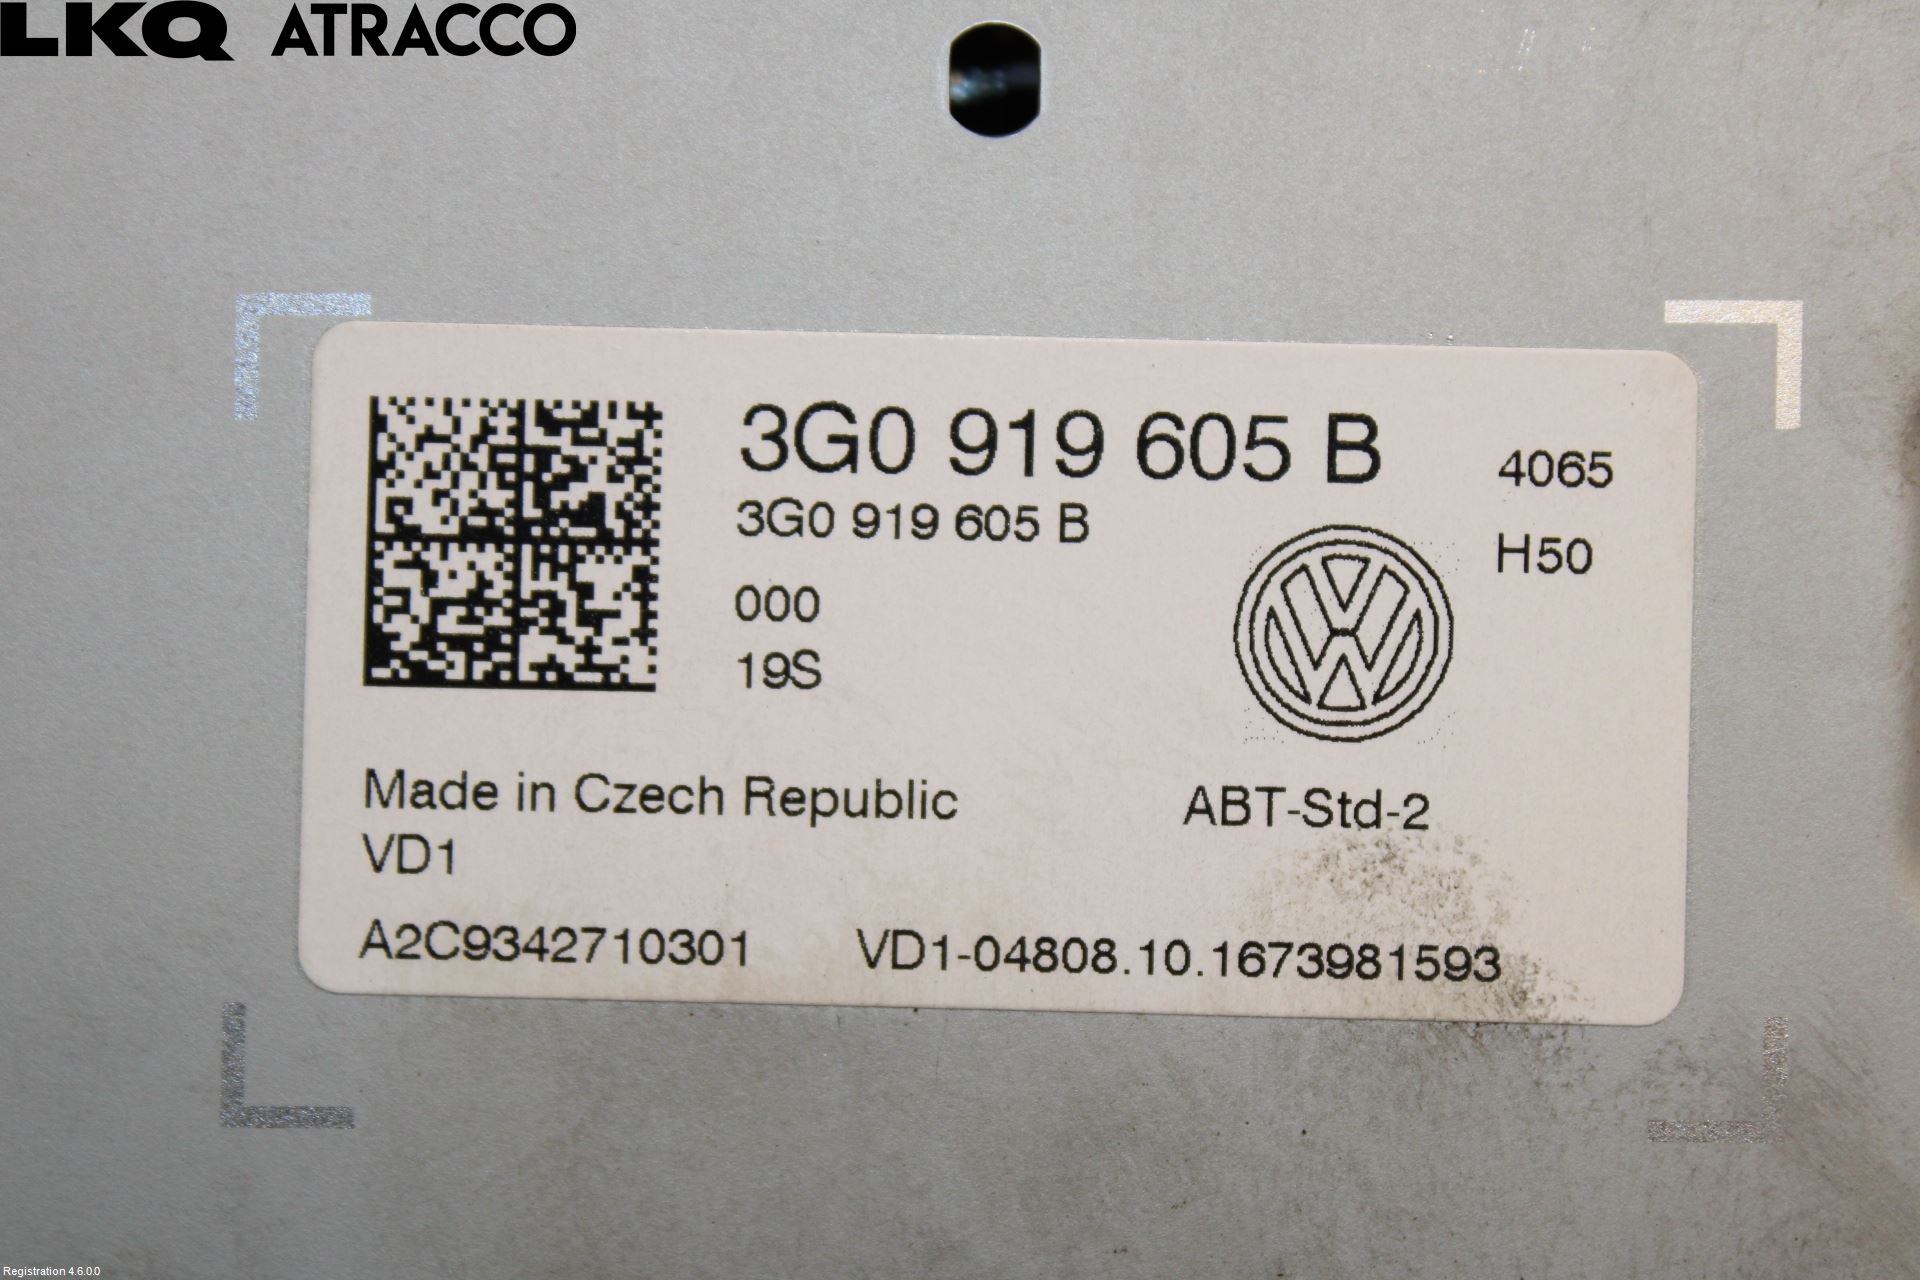 LKQ ATRACCO
3G0 919 605 B
4065
3G0 919 605 B
H50
000
19S
Made in Czech Republic
ABT-Std-2
VD1
A2C9342710301 VD1-04808.10.1673981593
Registration 4.6.0.0